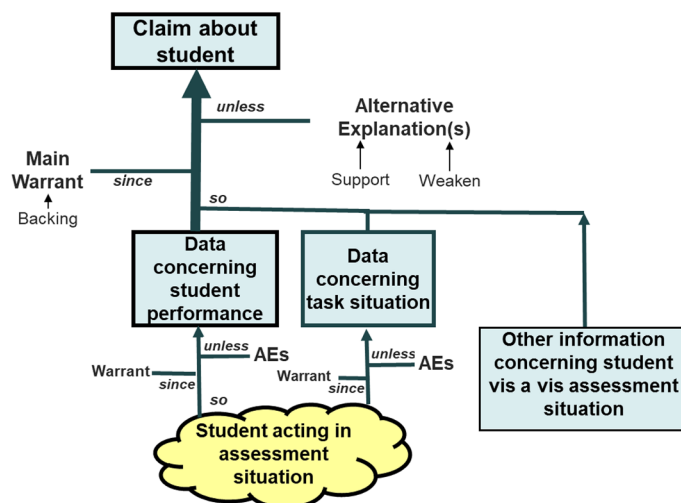 Claim about
student
unless
Alternative
Explanation(s)
Main
Warrant
since
Support
Weaken
Backing
so
Data
concerning
student
performance
Data
concerning
task situation
Other information
concerning student
vis a vis assessment
situation
unless
AEs
Warrant
since
so
unless
AEs
Warrant
since
Student acting in
assessment
situation